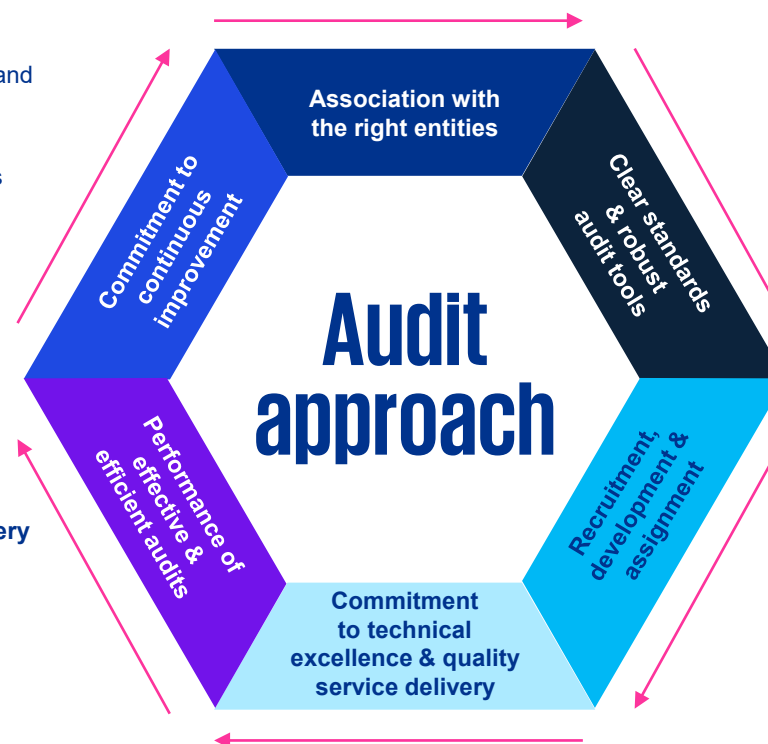 and
s
Association with
the right entities
Clear standards
& robust
audit tools
Recruitment,
development &
assignment
Commitment
to technical
excellence & quality
service delivery
Performance of
effective &
efficient audits
Commitment to
continuous
improvement
Audit
approach
ery